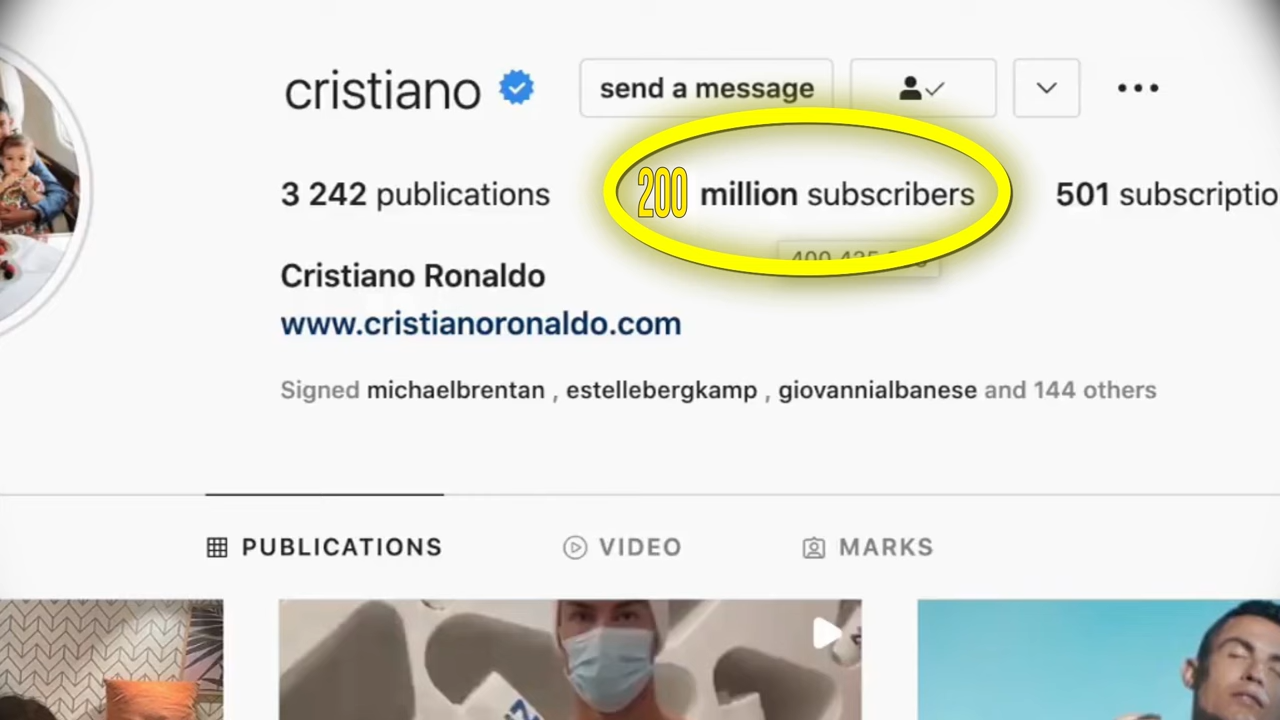 cristiano send a message
3 242 publications 200 million subscribers 501 subscriptio
Cristiano Ronaldo
www.cristianoronaldo.com
Signed michaelbrentan , estellebergkamp , giovannialbanese and 144 others
PUBLICATIONS VIDEO MARKS